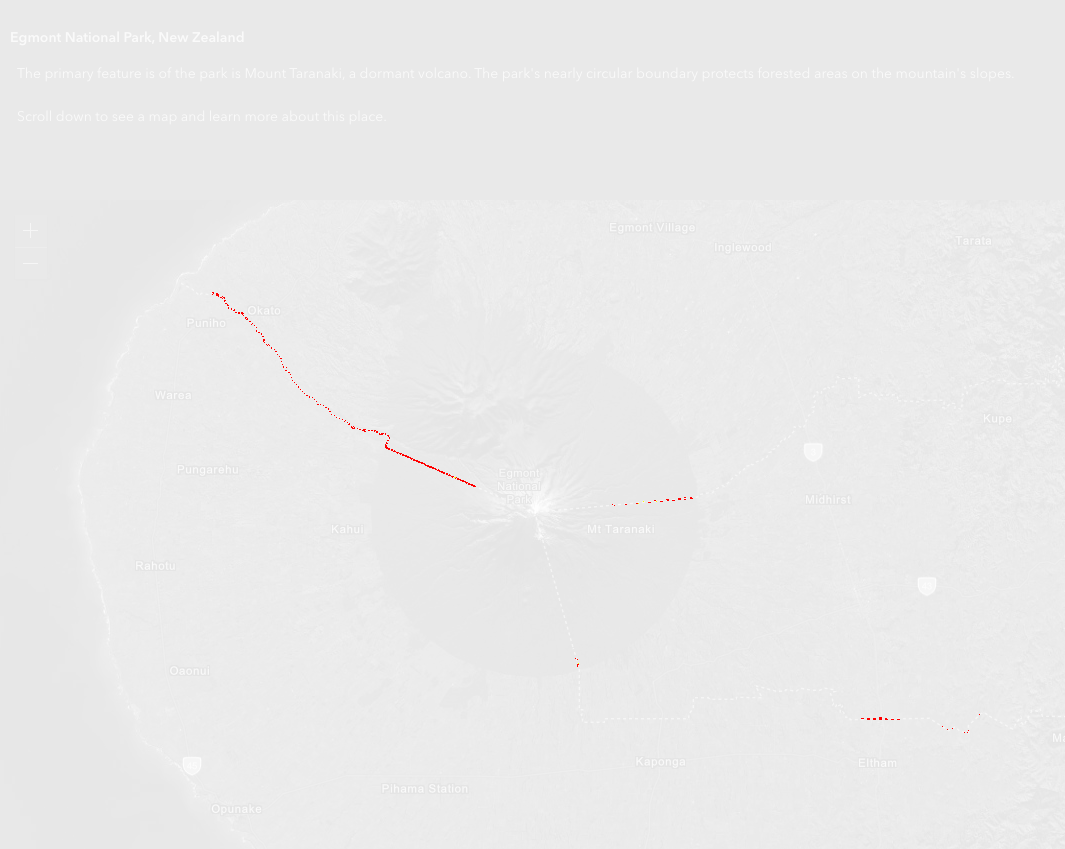 Egmont National Park, New Zealand
The primary feature is of the park is Mount Taranaki, a dormant volcano. The park's nearly circular boundary protects forested areas on the mountain's slopes.
Scroll down to see a map and learn more about this place.
Egmont Village
Inglewood
Tarata
Okato
Puniho
Warea
Kupe
Pungarehu
Egmont
National
Park
Midhirst
Kahui
Mt Taranaki
Rahotu
Oaonui
Ma
Kaponga
Eltham
Pihama Station
Opunake